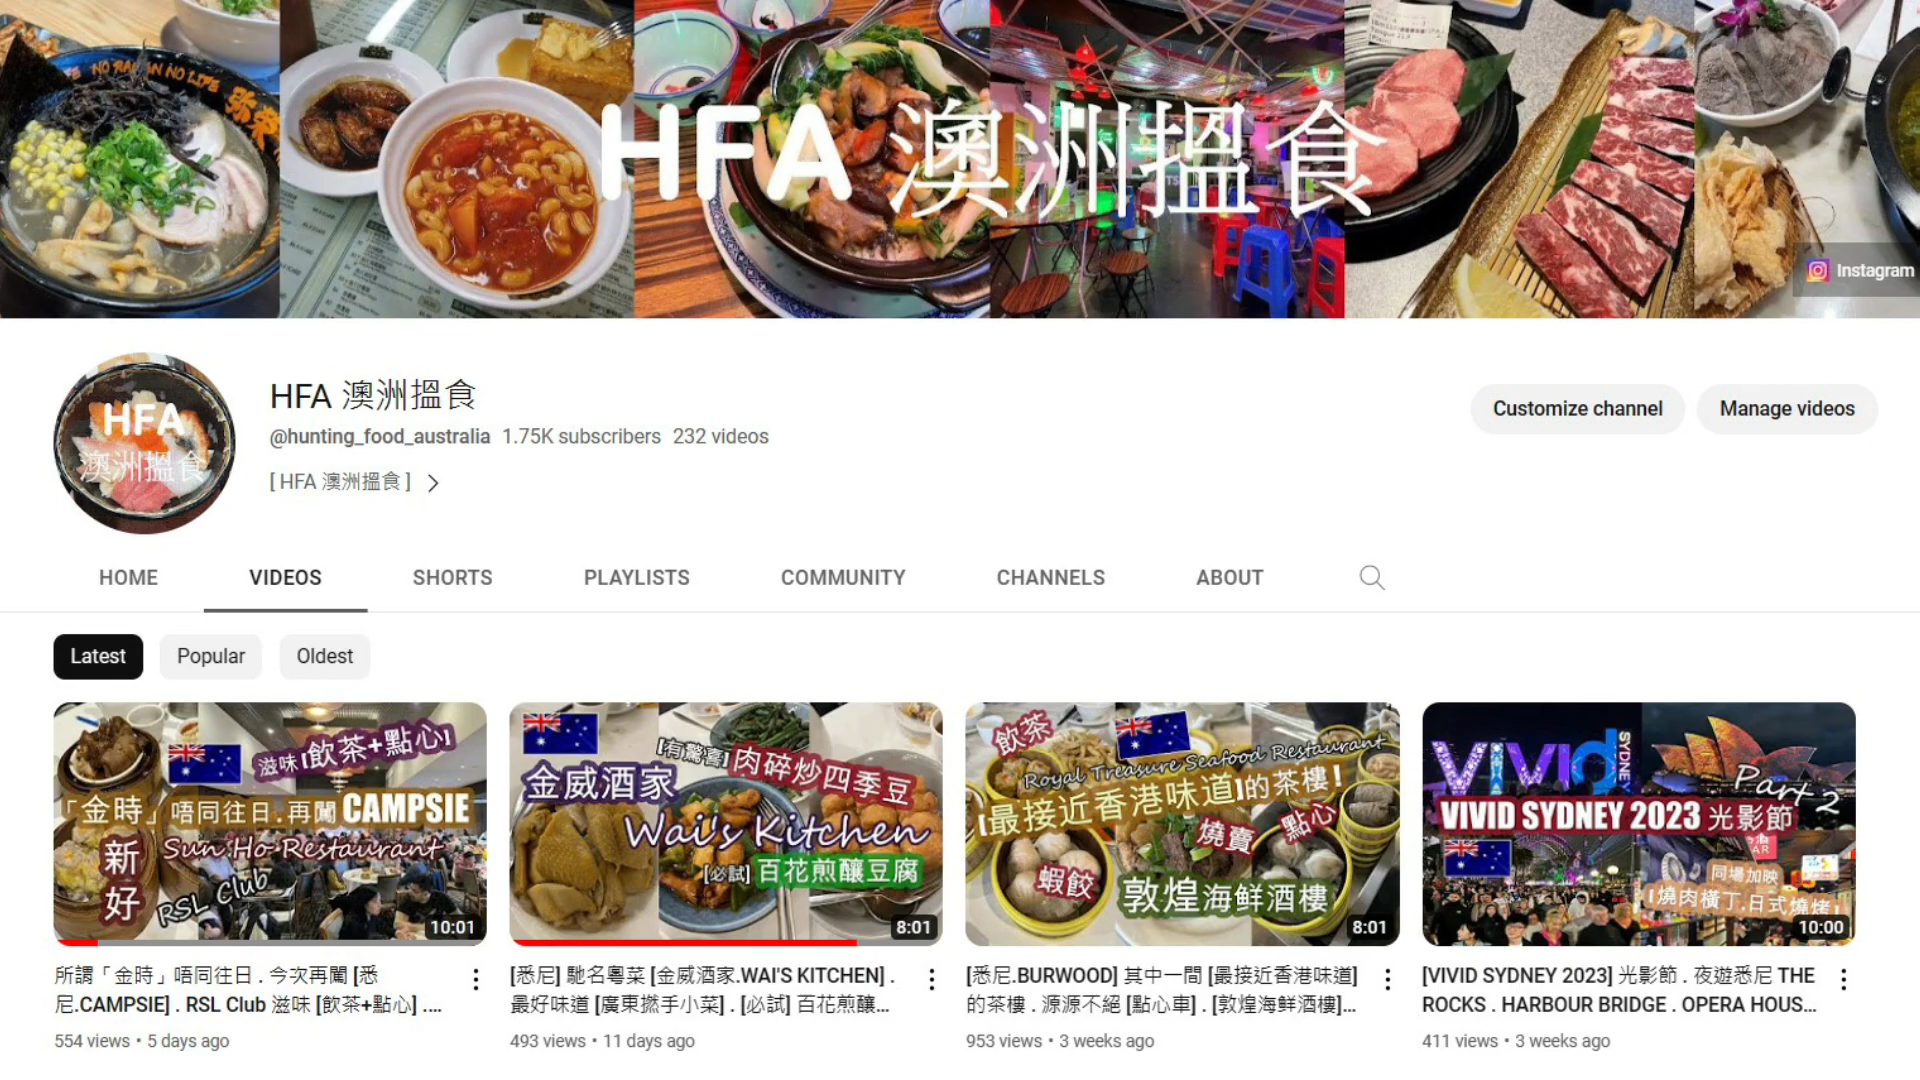 NO RAMEN NO LIFE
HFA 澳洲搵食
Instagram
HFA
澳洲搵食
HFA 澳洲搵食
@hunting_food_australia 1.75K subscribers 232 videos
[ HFA 澳洲搵食 ]
Customize channel
Manage videos
HOME
VIDEOS
SHORTS
PLAYLISTS
COMMUNITY
CHANNELS
ABOUT
Latest
Popular
Oldest
滋味 [飲茶+點心]
「金時」唔同往日.再闖 CAMPSIE
新好
Sun Ho Restaurant
RSL Club
10:01
所謂「金時」唔同往日 . 今次再闖 [悉
尼.CAMPSIE] . RSL Club 滋味 [飲茶+點心] ....
554 views • 5 days ago
[有驚喜] 肉碎炒四季豆
金威酒家
Wai's Kitchen
[必試] 百花煎釀豆腐
8:01
[悉尼] 馳名粵菜 [金威酒家.WAI'S KITCHEN] .
最好味道 [廣東撚手小菜] . [必試] 百花煎釀...
493 views • 11 days ago
飲茶
Royal Treasure Seafood Restaurant
[最接近香港味道]的茶樓!
燒賣
點心
蝦餃
敦煌海鮮酒樓
8:01
[悉尼.BURWOOD] 其中一間 [最接近香港味道]
的茶樓 . 源源不絕 [點心車] . [敦煌海鮮酒樓]...
953 views • 3 weeks ago
VIVID
SYDNEY
Part 2
VIVID SYDNEY 2023 光影節
同場加映
[燒肉橫丁.日式燒烤]
10:00
[VIVID SYDNEY 2023] 光影節 . 夜遊悉尼 THE
ROCKS . HARBOUR BRIDGE . OPERA HOUS...
411 views • 3 weeks ago